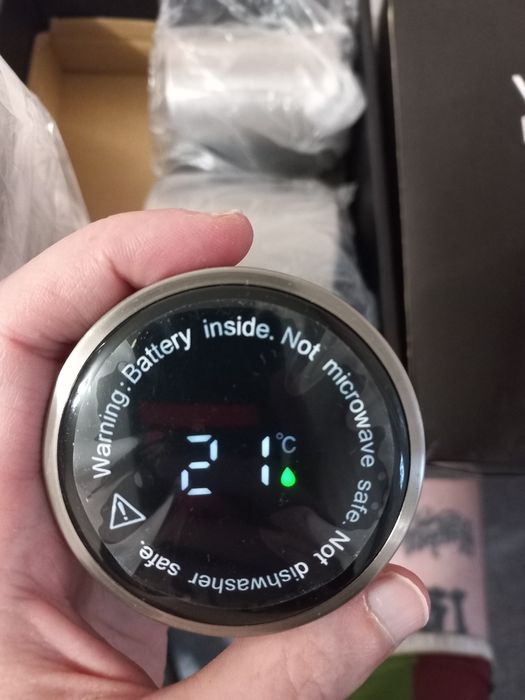 Warning: Battery inside. Not microwave safe. Not dishwasher safe.
21 °C